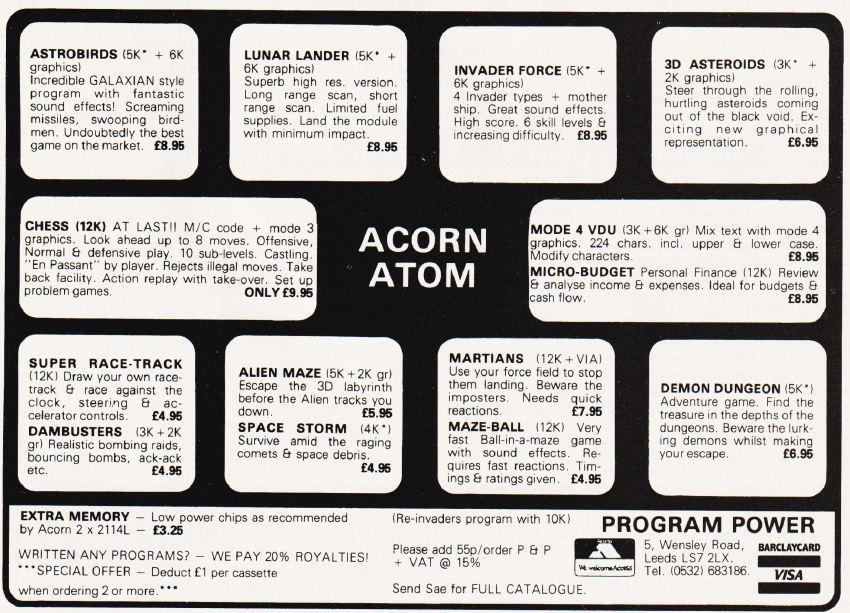 ASTROBIRDS (5K* + 6K
graphics)
Incredible GALAXIAN style
program with fantastic
sound effects! Screaming
missiles, swooping bird-
men. Undoubtedly the best
game on the market. £8.95
LUNAR LANDER (5K* +
6K graphics)
Superb high res. version.
Long range scan, short
range scan. Limited fuel
supplies. Land the module
with minimum impact.
£8.95
INVADER FORCE (5K* +
6K graphics)
4 Invader types + mother
ship. Great sound effects.
High score. 6 skill levels &
increasing difficulty. £8.95
3D ASTEROIDS (3K* +
2K graphics)
Steer through the rolling,
hurtling asteroids coming
out of the black void. Ex-
citing new graphical
representation. £6.95
CHESS (12K) AT LAST!! M/C code + mode 3
graphics. Look ahead up to 8 moves. Offensive,
Normal & defensive play. 10 sub-levels. Castling.
"En Passant" by player. Rejects illegal moves. Take
back facility. Action replay with take-over. Set up
problem games. ONLY £9.95
ACORN
ATOM
MODE 4 VDU (3K+6K gr) Mix text with mode 4
graphics. 224 chars. incl. upper & lower case.
Modify characters. £8.95
MICRO-BUDGET Personal Finance (12K) Review
& analyse income & expenses. Ideal for budgets &
cash flow. £8.95
SUPER RACE-TRACK
(12K) Draw your own race-
track & race against the
clock, steering & ac-
celerator controls. £4.95
DAMBUSTERS (3K+2K
gr) Realistic bombing raids,
bouncing bombs, ack-ack
etc. £4.95
ALIEN MAZE (5K+2K gr)
Escape the 3D labyrinth
before the Alien tracks you
down. £5.95
SPACE STORM (4K*)
Survive amid the raging
comets & space debris.
£4.95
MARTIANS (12K+VIA)
Use your force field to stop
them landing. Beware the
imposters. Needs quick
reactions. £7.95
MAZE-BALL (12K) Very
fast Ball-in-a-maze game
with sound effects. Re-
quires fast reactions. Tim-
ings & ratings given. £4.95
DEMON DUNGEON (5K*)
Adventure game. Find the
treasure in the depths of the
dungeons. Beware the lurk-
ing demons whilst making
your escape. £6.95
EXTRA MEMORY – Low power chips as recommended
by Acorn 2 x 2114L – £3.25
WRITTEN ANY PROGRAMS? – WE PAY 20% ROYALTIES!
***SPECIAL OFFER – Deduct £1 per cassette
when ordering 2 or more.***
(Re-invaders program with 10K)
Please add 55p/order P & P
+ VAT @ 15%
Send Sae for FULL CATALOGUE.
PROGRAM POWER
We welcome Access
5, Wensley Road,
Leeds LS7 2LX.
Tel. (0532) 683186.
BARCLAYCARD
VISA